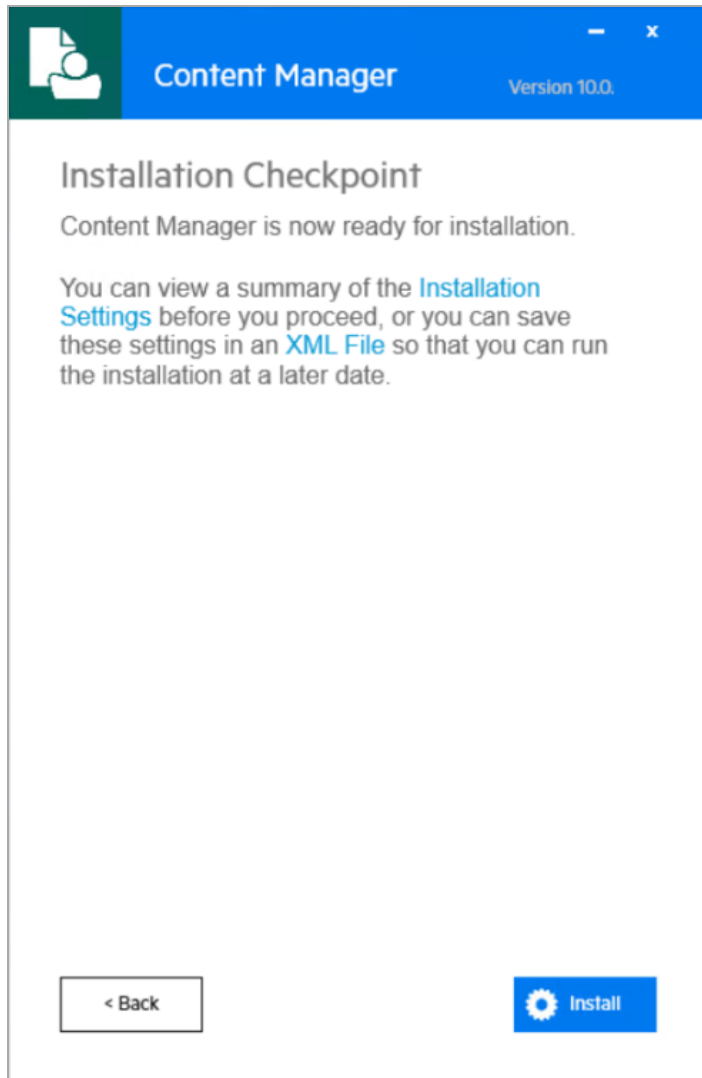 Content Manager
Version 10.0.
Installation Checkpoint
Content Manager is now ready for installation.
You can view a summary of the Installation
Settings before you proceed, or you can save
these settings in an XML File so that you can run
the installation at a later date.
< Back
Install